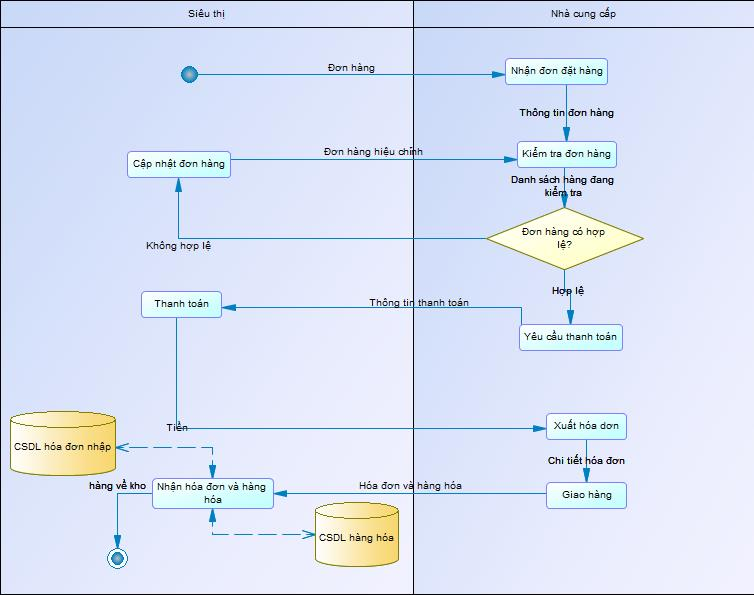 Siêu thị
Nhà cung cấp
Đơn hàng
Nhận đơn đặt hàng
Thông tin đơn hàng
Cập nhật đơn hàng
Đơn hàng hiệu chỉnh
Kiểm tra đơn hàng
Danh sách hàng đang
kiểm tra
Đơn hàng có hợp
lệ?
Không hợp lệ
Hợp lệ
Thanh toán
Thông tin thanh toán
Yêu cầu thanh toán
Tiền
Xuất hóa dơn
CSDL hóa đơn nhập
Chi tiết hóa đơn
hàng về kho
Nhận hóa đơn và hàng
hóa
Hóa đơn và hàng hóa
Giao hàng
CSDL hàng hóa